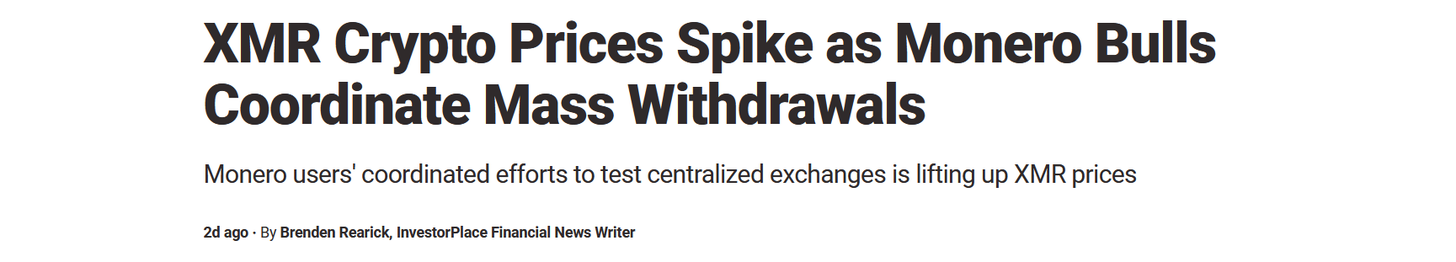 XMR Crypto Prices Spike as Monero Bulls
Coordinate Mass Withdrawals
Monero users' coordinated efforts to test centralized exchanges is lifting up XMR prices
2d ago · By Brenden Rearick, InvestorPlace Financial News Writer